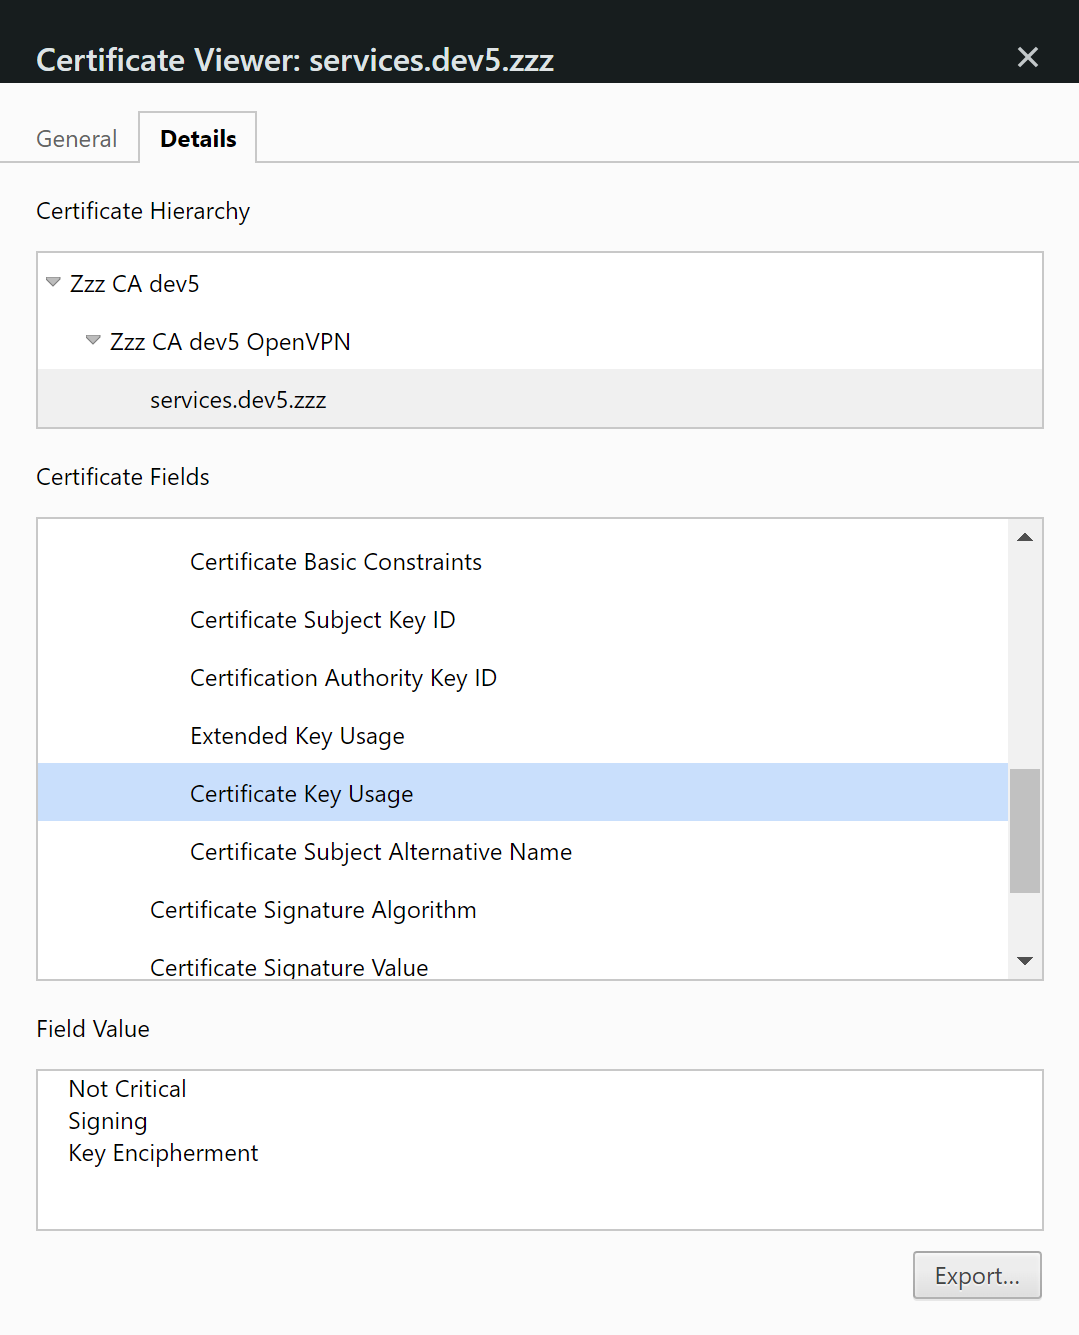 Certificate Viewer: services.dev5.zzz
General
Details
Certificate Hierarchy
Zzz CA dev5
Zzz CA dev5 OpenVPN
services.dev5.zzz
Certificate Fields
Certificate Basic Constraints
Certificate Subject Key ID
Certification Authority Key ID
Extended Key Usage
Certificate Key Usage
Certificate Subject Alternative Name
Certificate Signature Algorithm
Certificate Signature Value
Field Value
Not Critical
Signing
Key Encipherment
Export...